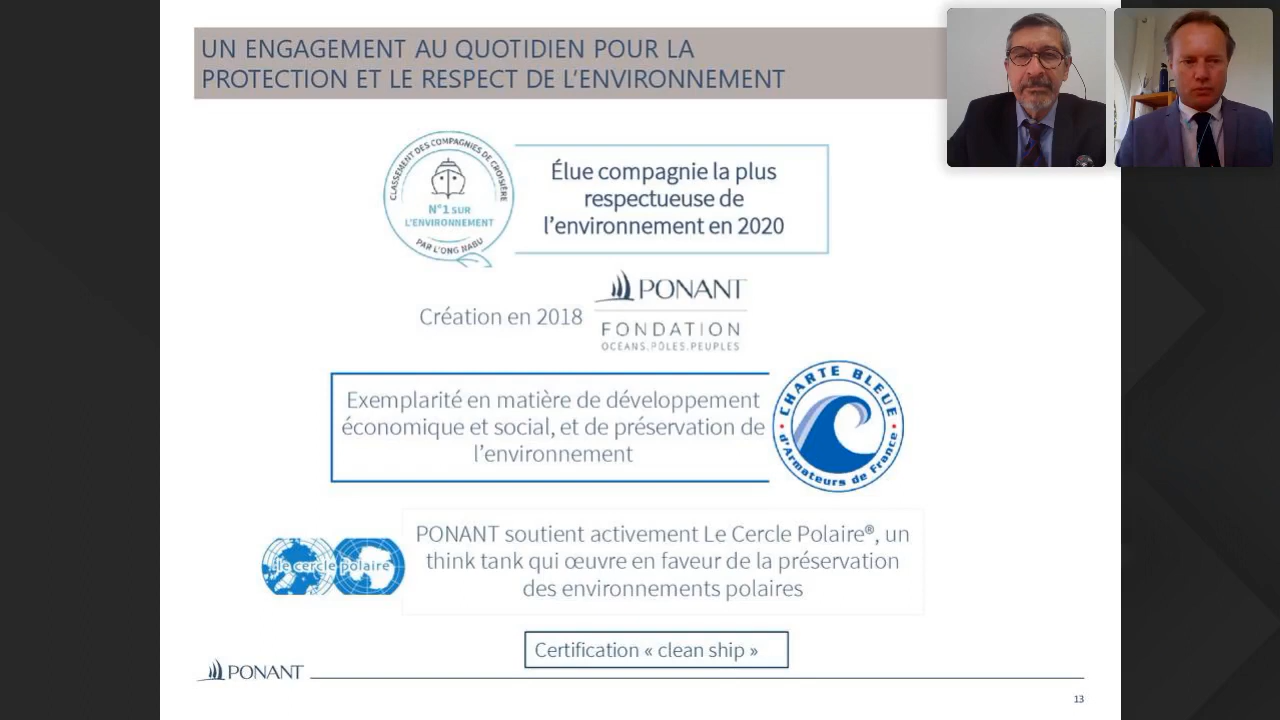 UN ENGAGEMENT AU QUOTIDIEN POUR LA
PROTECTION ET LE RESPECT DE L'ENVIRONNEMENT
CLASSEMENT DES COMPAGNIES DE CROISIÈRE
N°1 SUR
L'ENVIRONNEMENT
PAR L'ONG NABU
Élue compagnie la plus
respectueuse de
l'environnement en 2020
Création en 2018
PONANT
FONDATION
OCÉANS.PÔLES.PEUPLES
Exemplarité en matière de développement
économique et social, et de préservation de
l'environnement
CHARTE BLEUE
d'Armateurs de France
le cercle polaire
PONANT soutient activement Le Cercle Polaire®, un
think tank qui œuvre en faveur de la préservation
des environnements polaires
Certification « clean ship »
PONANT
13